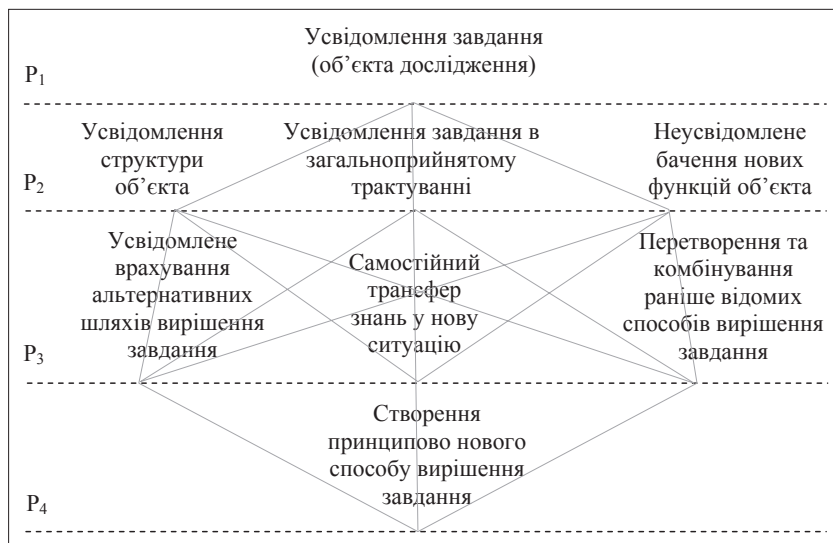 Усвідомлення завдання
(об’єкта дослідження)
P₁
Усвідомлення
структури
об’єкта
Усвідомлення завдання в
загальноприйнятому
трактуванні
Неусвідомлене
бачення нових
функцій об’єкта
P₂
Усвідомлене
врахування
альтернативних
шляхів вирішення
завдання
Самостійний
трансфер
знань у нову
ситуацію
Перетворення та
комбінування
раніше відомих
способів вирішення
завдання
P₃
Створення
принципово нового
способу вирішення
завдання
P₄